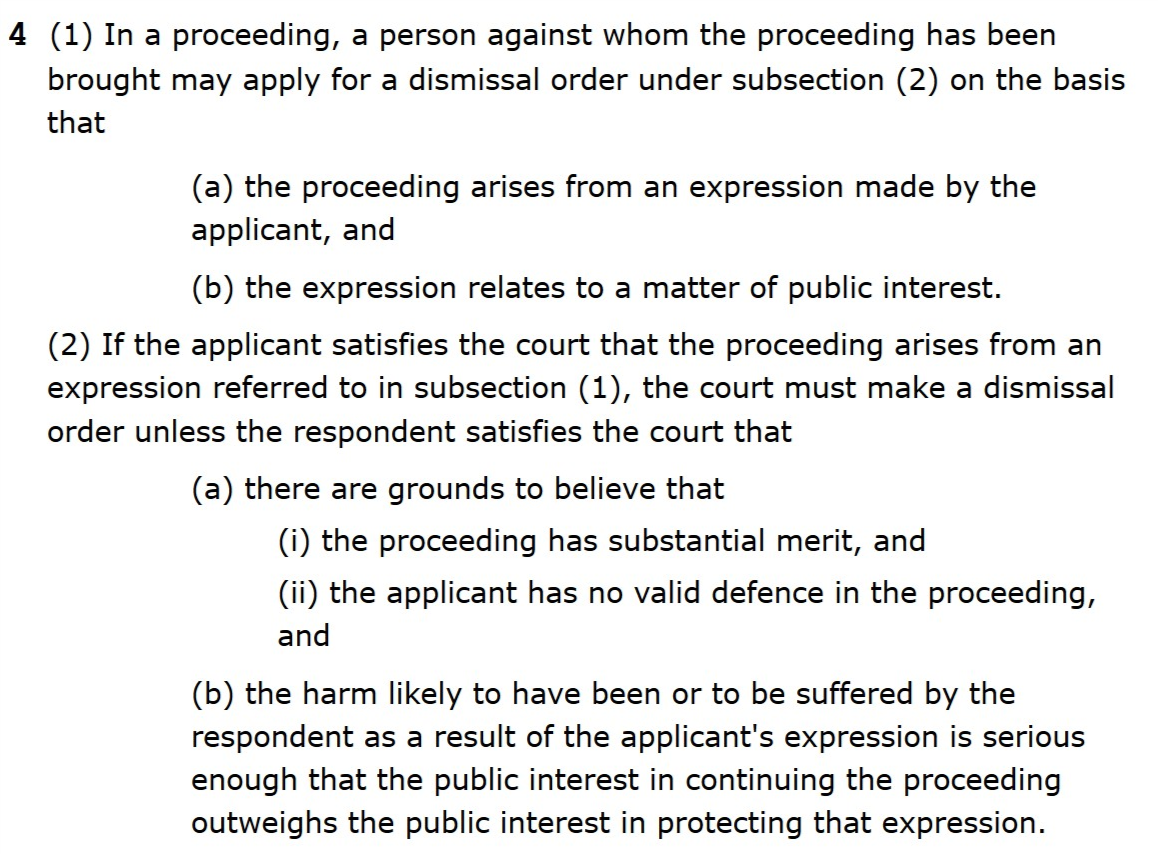 4 (1) In a proceeding, a person against whom the proceeding has been
brought may apply for a dismissal order under subsection (2) on the basis
that
(a) the proceeding arises from an expression made by the
applicant, and
(b) the expression relates to a matter of public interest.
(2) If the applicant satisfies the court that the proceeding arises from an
expression referred to in subsection (1), the court must make a dismissal
order unless the respondent satisfies the court that
(a) there are grounds to believe that
(i) the proceeding has substantial merit, and
(ii) the applicant has no valid defence in the proceeding,
and
(b) the harm likely to have been or to be suffered by the
respondent as a result of the applicant's expression is serious
enough that the public interest in continuing the proceeding
outweighs the public interest in protecting that expression.